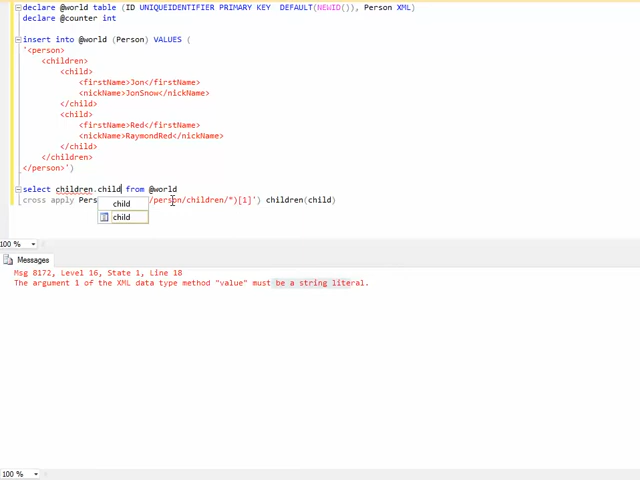 declare @world table (ID UNIQUEIDENTIFIER PRIMARY KEY  DEFAULT(NEWID()), Person XML)
declare @counter int
insert into @world (Person) VALUES (
'<person>
<children>
<child>
<firstName>Jon</firstName>
<nickName>JonSnow</nickName>
</child>
<child>
<firstName>Red</firstName>
<nickName>RaymondRed</nickName>
</child>
</children>
</person>')
select children.child from @world
cross apply Pers /person/children/*)[1]') children(child)
child
child
100 %
Messages
Msg 8172, Level 16, State 1, Line 18
The argument 1 of the XML data type method "value" must be a string literal.
100 %